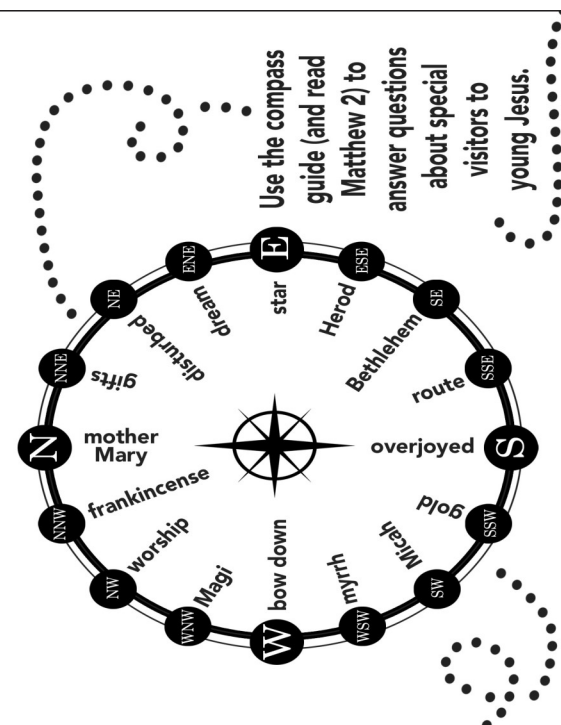 Use the compass
guide (and read
Matthew 2) to
answer questions
about special
visitors to
young Jesus.
N
mother
Mary
NNE
gifts
NE
disturbed
ENE
dream
E
star
ESE
Herod
SE
Bethlehem
SSE
route
S
overjoyed
SSW
gold
SW
Micah
WSW
myrrh
W
bow down
WNW
Magi
NW
worship
NNW
frankincense